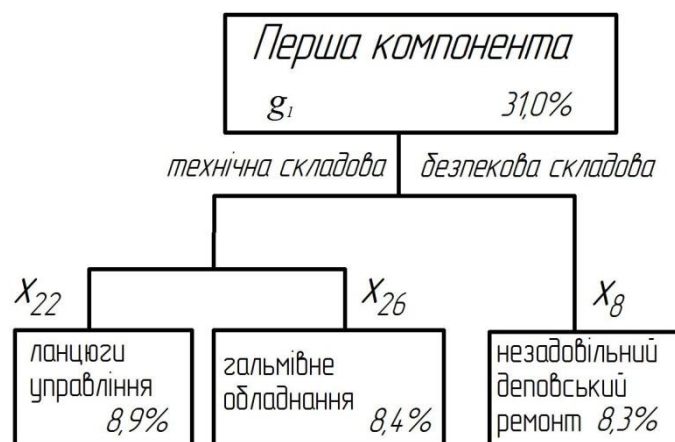 Перша компонента
g₁ 31,0%
технічна складова безпекова складова
X₂₂ X₂₆ X₈
ланцюги
управління
8,9%
гальмівне
обладнання
8,4%
незадовільний
деповський
ремонт 8,3%